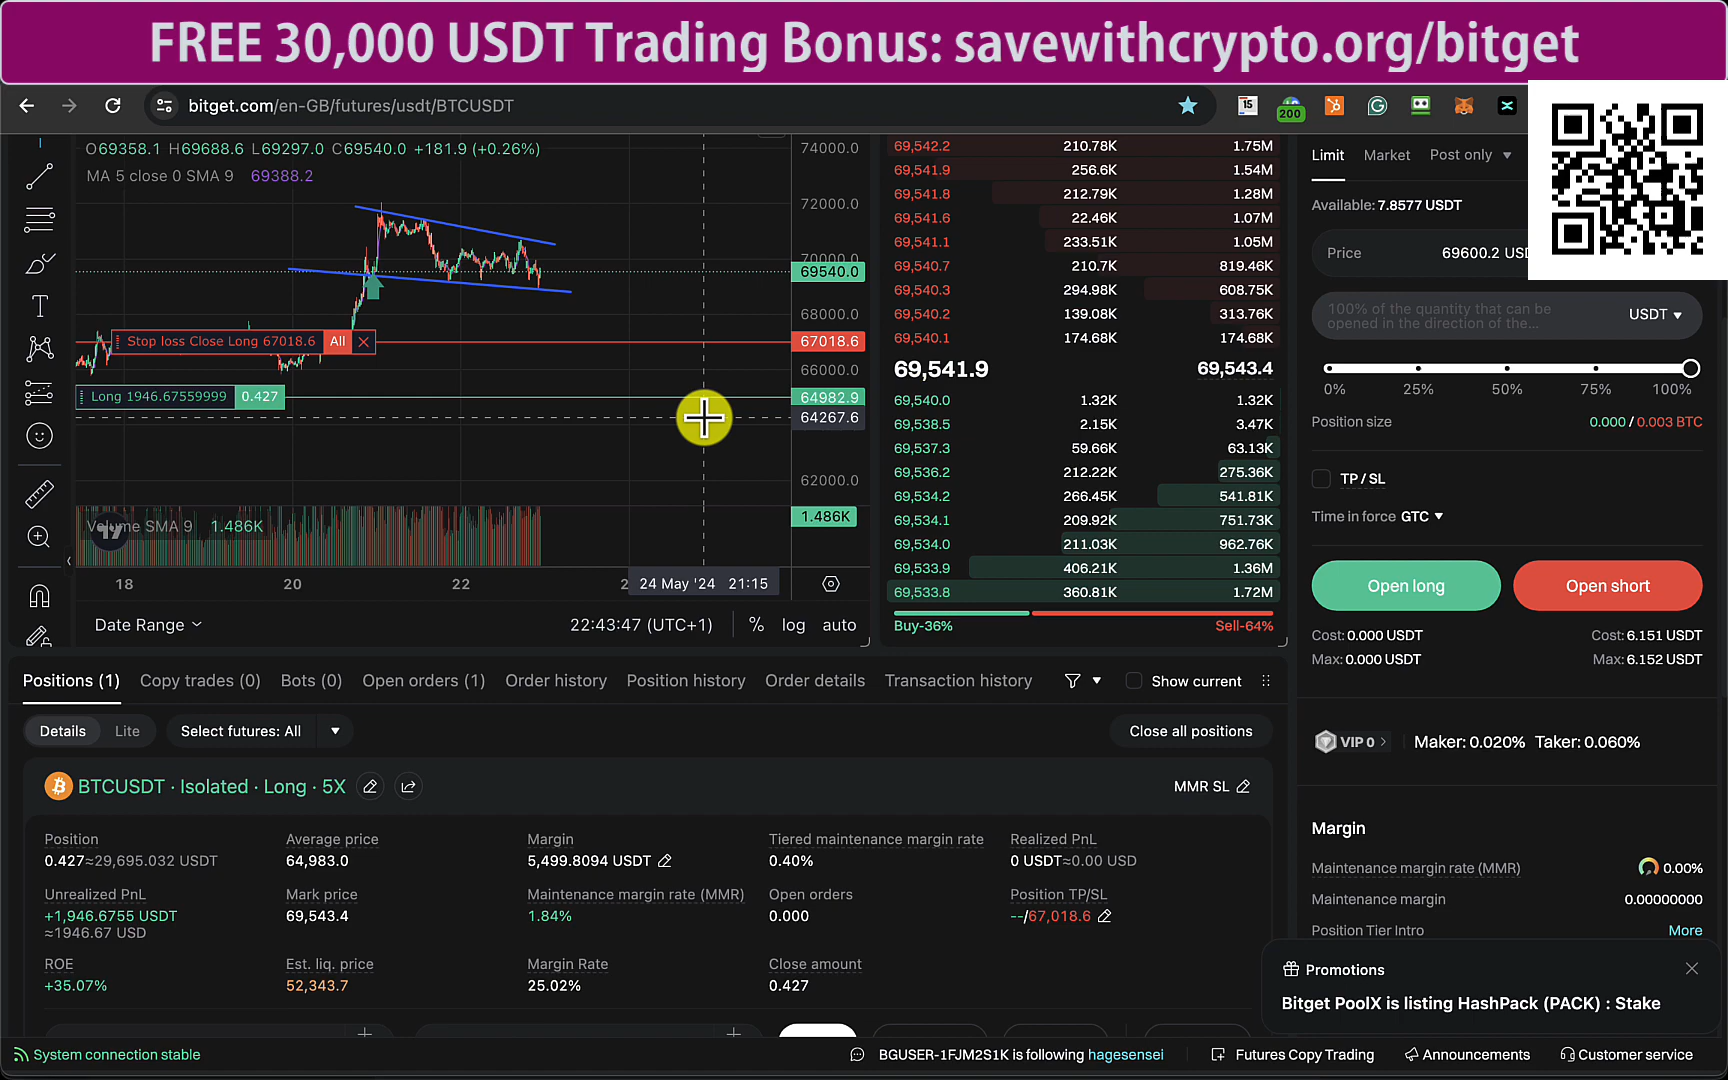 FREE 30,000 USDT Trading Bonus: savewithcrypto.org/bitget
bitget.com/en-GB/futures/usdt/BTCUSDT
15
200
O69358.1 H69688.6 L69297.0 C69540.0 +181.9 (+0.26%)
MA 5 close 0 SMA 9 69388.2
74000.0
72000.0
70000.0
69540.0
68000.0
Stop loss Close Long 67018.6 All
67018.6
66000.0
Long 1946.67559999 0.427
64982.9
64267.6
62000.0
Volume SMA 9 1.486K
1.486K
18 20 22 24 May '24 21:15
Date Range 22:43:47 (UTC+1) % log auto
69,542.2 210.78K 1.75M
69,541.9 256.6K 1.54M
69,541.8 212.79K 1.28M
69,541.6 22.46K 1.07M
69,541.1 233.51K 1.05M
69,540.7 210.7K 819.46K
69,540.3 294.98K 608.75K
69,540.2 139.08K 313.76K
69,540.1 174.68K 174.68K
69,541.9 69,543.4
69,540.0 1.32K 1.32K
69,538.5 2.15K 3.47K
69,537.3 59.66K 63.13K
69,536.2 212.22K 275.36K
69,534.2 266.45K 541.81K
69,534.1 209.92K 751.73K
69,534.0 211.03K 962.76K
69,533.9 406.21K 1.36M
69,533.8 360.81K 1.72M
Buy-36% Sell-64%
Limit Market Post only
Available: 7.8577 USDT
Price 69600.2 USD
100% of the quantity that can be
opened in the direction of the...
USDT
0% 25% 50% 75% 100%
Position size 0.000 / 0.003 BTC
TP / SL
Time in force GTC
Open long Open short
Cost: 0.000 USDT Cost: 6.151 USDT
Max: 0.000 USDT Max: 6.152 USDT
VIP 0 Maker: 0.020% Taker: 0.060%
Margin
Maintenance margin rate (MMR) 0.00%
Maintenance margin 0.00000000
Position Tier Intro More
Promotions
Bitget PoolX is listing HashPack (PACK) : Stake
Positions (1) Copy trades (0) Bots (0) Open orders (1) Order history Position history Order details Transaction history Show current
Details Lite Select futures: All Close all positions
BTCUSDT · Isolated · Long · 5X MMR SL
Position Average price Margin Tiered maintenance margin rate Realized PnL
0.427≈29,695.032 USDT 64,983.0 5,499.8094 USDT 0.40% 0 USDT≈0.00 USD
Unrealized PnL Mark price Maintenance margin rate (MMR) Open orders Position TP/SL
+1,946.6755 USDT 69,543.4 1.84% 0.000 --/67,018.6
≈1946.67 USD
ROE Est. liq. price Margin Rate Close amount
+35.07% 52,343.7 25.02% 0.427
System connection stable BGUSER-1FJM2S1K is following hagesensei Futures Copy Trading Announcements Customer service